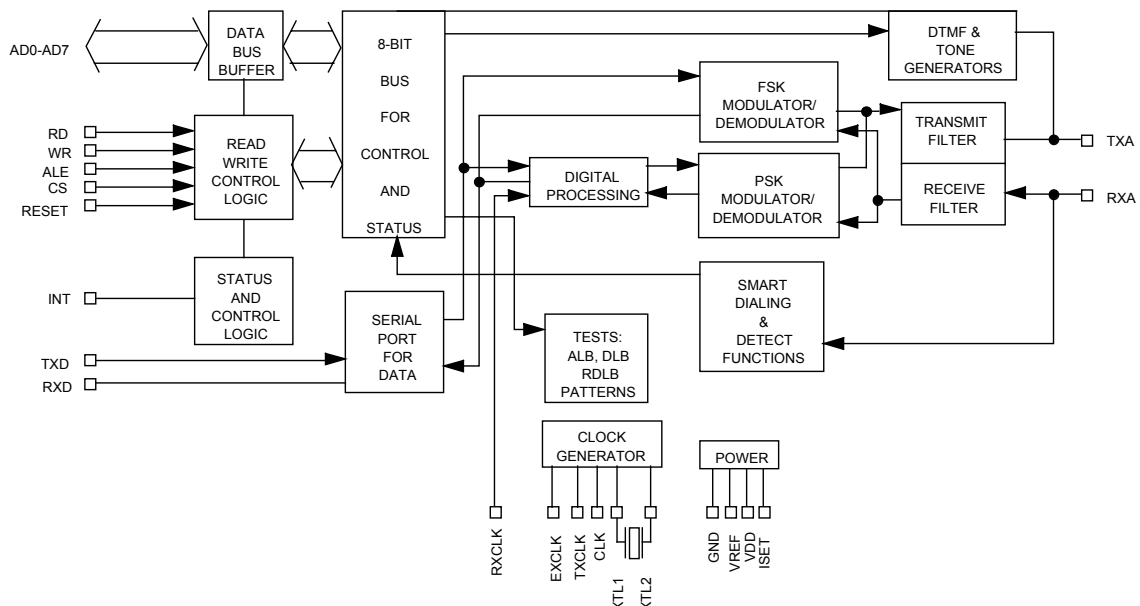 AD0-AD7
DATA
BUS
BUFFER
8-BIT
BUS
FOR
CONTROL
AND
STATUS
DTMF &
TONE
GENERATORS
RD
WR
ALE
CS
RESET
READ
WRITE
CONTROL
LOGIC
FSK
MODULATOR/
DEMODULATOR
TRANSMIT
FILTER
TXA
DIGITAL
PROCESSING
PSK
MODULATOR/
DEMODULATOR
RECEIVE
FILTER
RXA
INT
STATUS
AND
CONTROL
LOGIC
SERIAL
PORT
FOR
DATA
TXD
RXD
TESTS:
ALB, DLB
RDLB
PATTERNS
SMART
DIALING
&
DETECT
FUNCTIONS
CLOCK
GENERATOR
POWER
RXCLK
EXCLK
TXCLK
CLK
XTL1
XTL2
GND
VREF
VDD
ISET